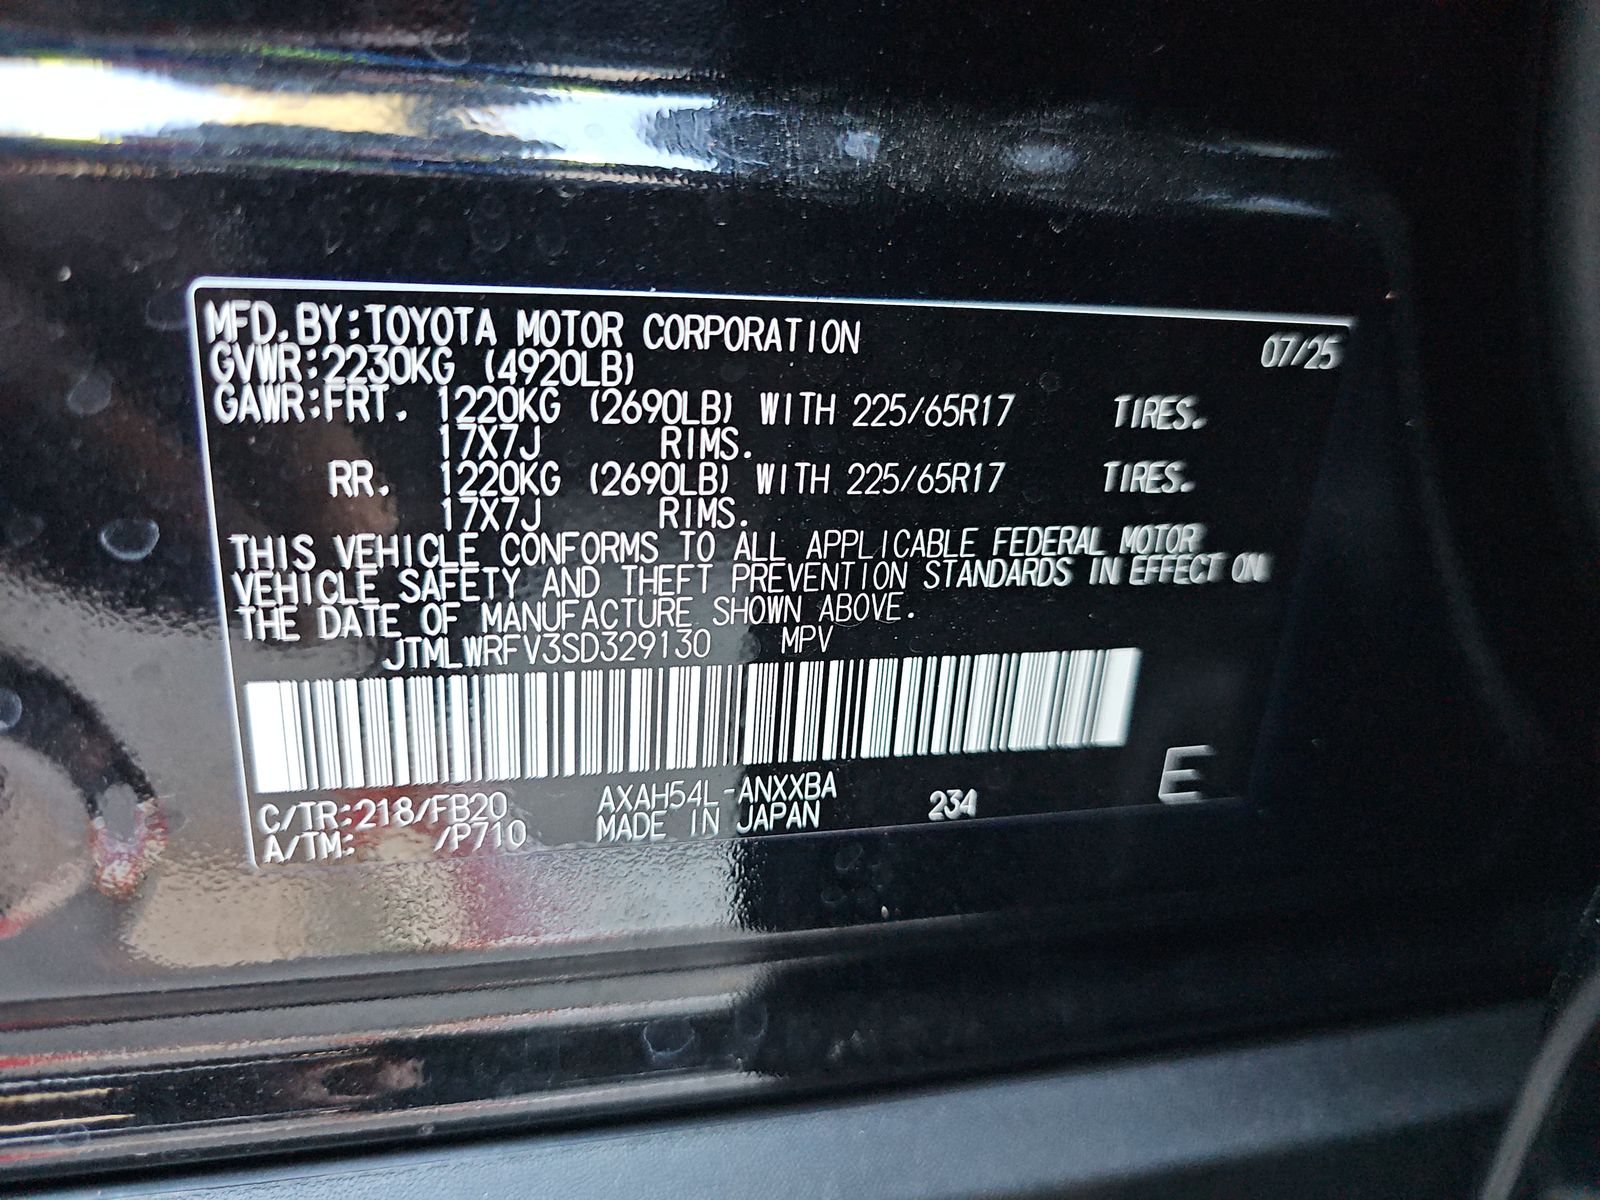 MFD. BY:TOYOTA MOTOR CORPORATION 07/25
GVWR:2230KG (4920LB)
GAWR:FRT. 1220KG (2690LB) WITH 225/65R17 TIRES.
17X7J RIMS.
RR. 1220KG (2690LB) WITH 225/65R17 TIRES.
17X7J RIMS.
THIS VEHICLE CONFORMS TO ALL APPLICABLE FEDERAL MOTOR
VEHICLE SAFETY AND THEFT PREVENTION STANDARDS IN EFFECT ON
THE DATE OF MANUFACTURE SHOWN ABOVE.
JTMLWRFV3SD329130 MPV
C/TR:218/FB20 AXAH54L-ANXXBA 234 E
A/TM: /P710 MADE IN JAPAN